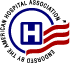 ENDORSED BY THE AMERICAN HOSPITAL ASSOCIATION